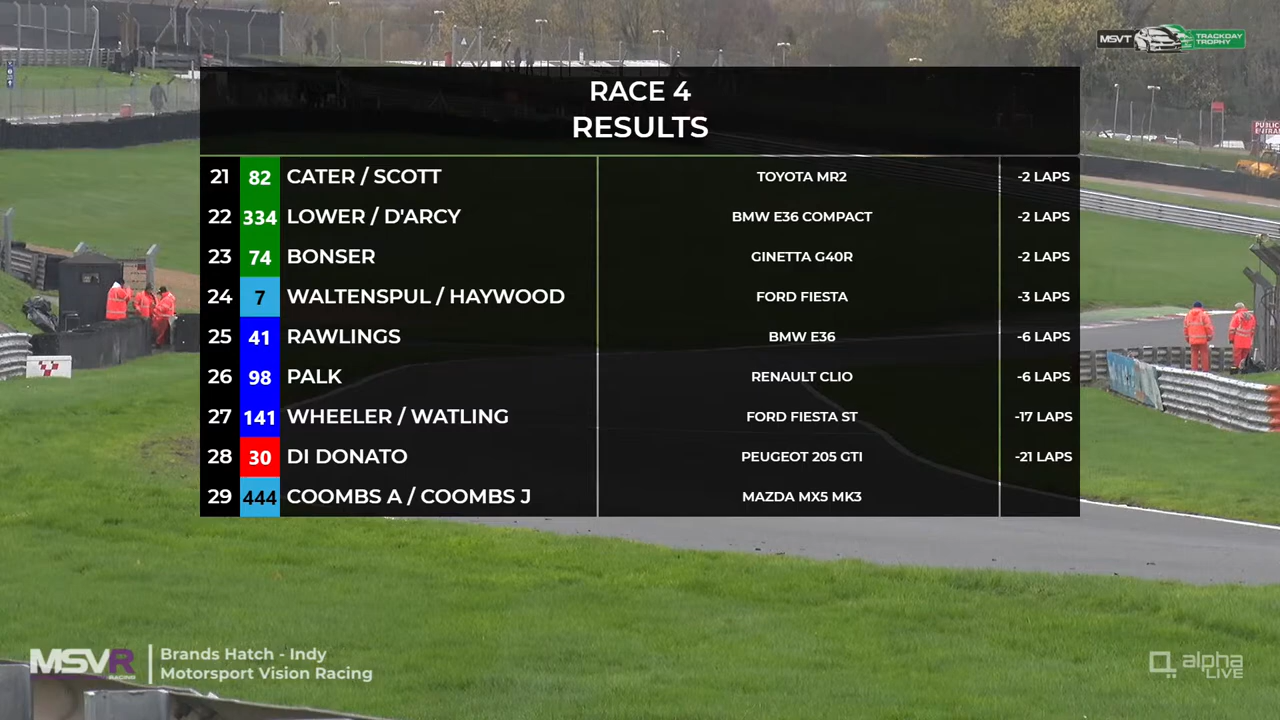 MSVT TRACKDAY TROPHY
RACE 4
RESULTS
21 82 CATER / SCOTT TOYOTA MR2 -2 LAPS
22 334 LOWER / D'ARCY BMW E36 COMPACT -2 LAPS
23 74 BONSER GINETTA G40R -2 LAPS
24 7 WALTENSPUL / HAYWOOD FORD FIESTA -3 LAPS
25 41 RAWLINGS BMW E36 -6 LAPS
26 98 PALK RENAULT CLIO -6 LAPS
27 141 WHEELER / WATLING FORD FIESTA ST -17 LAPS
28 30 DI DONATO PEUGEOT 205 GTI -21 LAPS
29 444 COOMBS A / COOMBS J MAZDA MX5 MK3
PUBLIC
MSVR RACING
Brands Hatch - Indy
Motorsport Vision Racing
alpha
LIVE